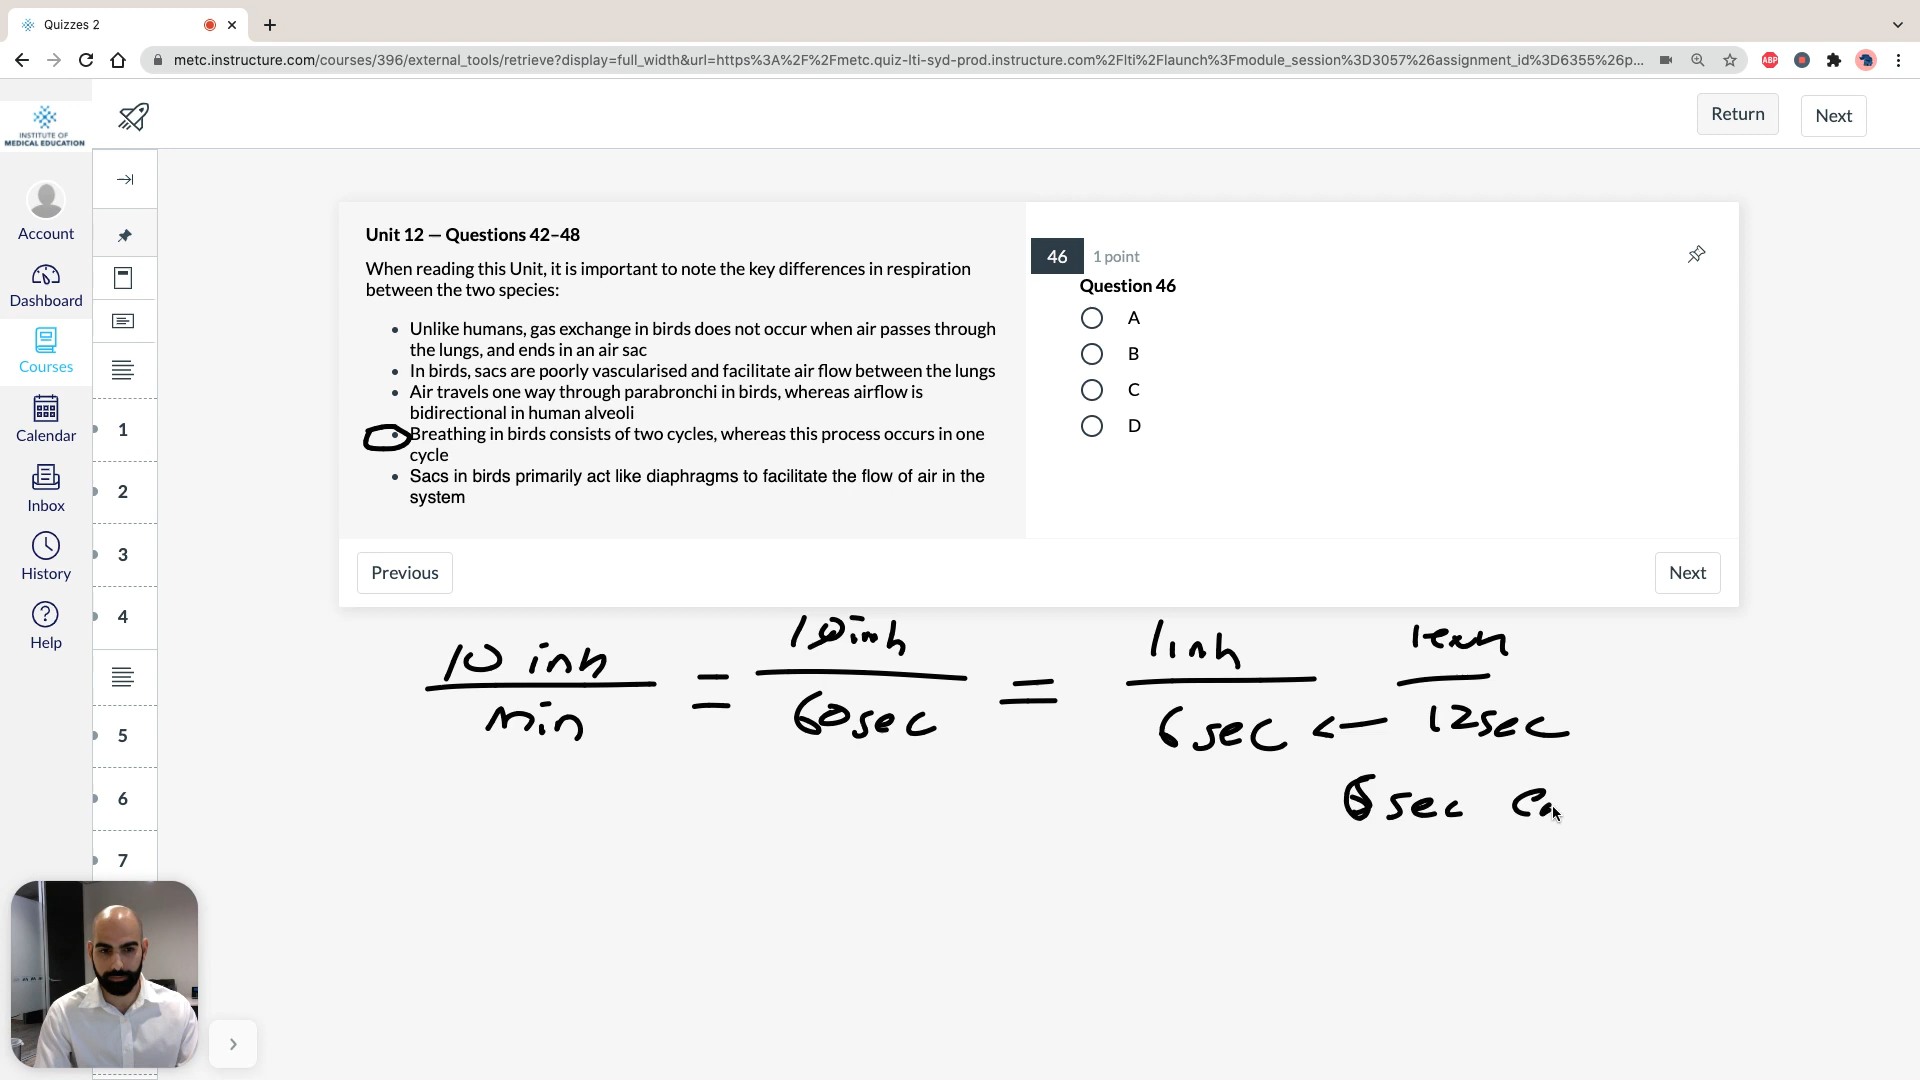 Quizzes 2
metc.instructure.com/courses/396/external_tools/retrieve?display=full_width&url=https%3A%2F%2Fmetc.quiz-lti-syd-prod.instructure.com%2Flti%2Flaunch%3Fmodule_session%3D3057%26assignment_id%3D6355%26p...
ABP
INSTITUTE OF
MEDICAL EDUCATION
Return
Next
Account
Dashboard
Courses
Calendar
Inbox
History
Help
1
2
3
4
5
6
7
Unit 12 – Questions 42–48
When reading this Unit, it is important to note the key differences in respiration
between the two species:
• Unlike humans, gas exchange in birds does not occur when air passes through
the lungs, and ends in an air sac
• In birds, sacs are poorly vascularised and facilitate air flow between the lungs
• Air travels one way through parabronchi in birds, whereas airflow is
bidirectional in human alveoli
• Breathing in birds consists of two cycles, whereas this process occurs in one
cycle
• Sacs in birds primarily act like diaphragms to facilitate the flow of air in the
system
46
1 point
Question 46
A
B
C
D
Previous
Next
10 inh = 10 inh = 1 inh 1 exh
min 60 sec 6 sec ← 12 sec
sec